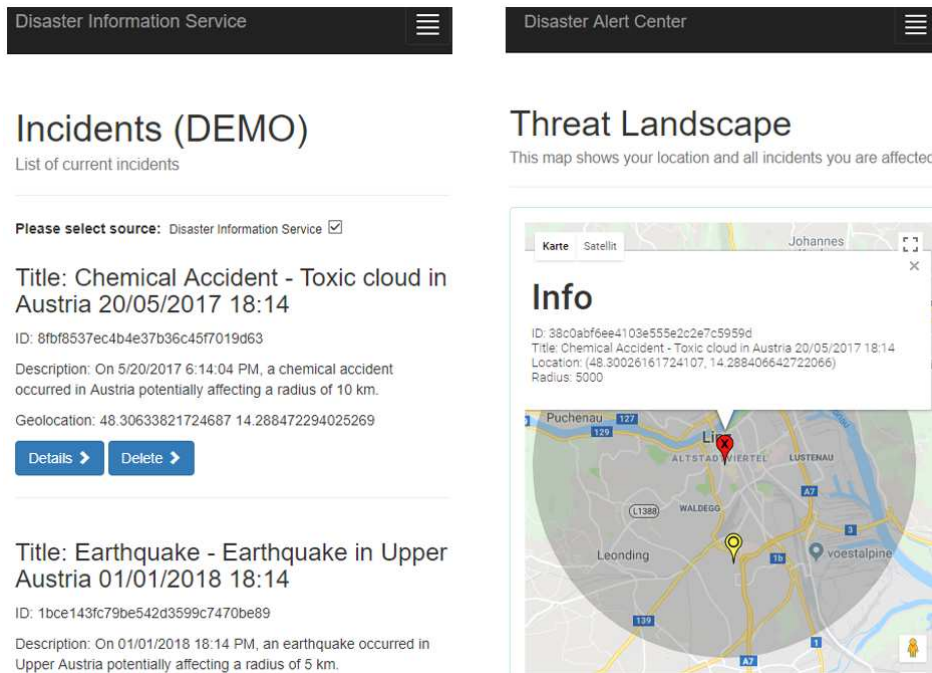 Disaster Information Service
Incidents (DEMO)
List of current incidents
Please select source: Disaster Information Service
Title: Chemical Accident - Toxic cloud in
Austria 20/05/2017 18:14
ID: 8fbf8537ec4b4e37b36c45f7019d63
Description: On 5/20/2017 6:14:04 PM, a chemical accident
occurred in Austria potentially affecting a radius of 10 km.
Geolocation: 48.30633821724687 14.288472294025269
Details
Delete
Title: Earthquake - Earthquake in Upper
Austria 01/01/2018 18:14
ID: 1bce143fc79be542d3599c7470be89
Description: On 01/01/2018 18:14 PM, an earthquake occurred in
Upper Austria potentially affecting a radius of 5 km.
Disaster Alert Center
Threat Landscape
This map shows your location and all incidents you are affected
Karte Satellit
Johannes
Info
ID: 38c0abf6ee4103e555e2c2e7c5959d
Title: Chemical Accident - Toxic cloud in Austria 20/05/2017 18:14
Location: (48.30026161724107, 14.288406642722066)
Radius: 5000
Puchenau 127
129
Linz
X
ALTSTADTVIERTEL LUSTENAU
A7
L1388 WALDEGG
3
Leonding
1b
voestalpine
139
1
A7